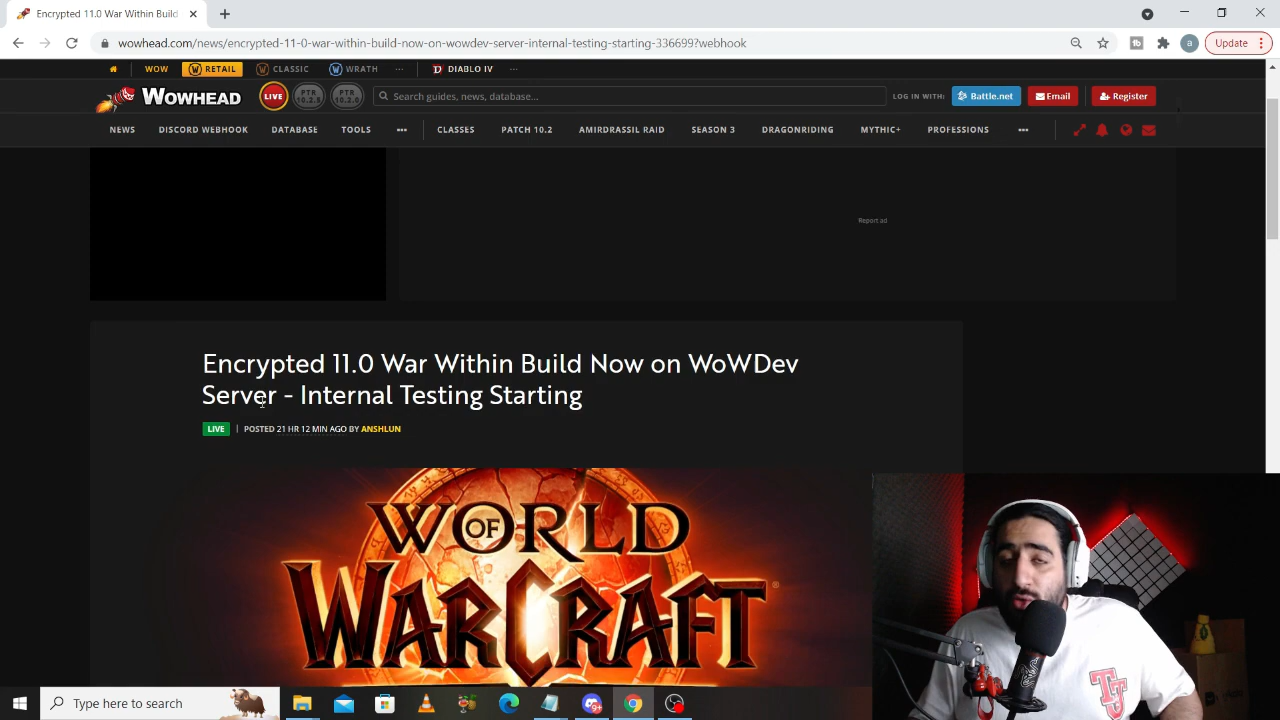 Encrypted 11.0 War Within Build
wowhead.com/news/encrypted-11-0-war-within-build-now-on-wowdev-server-internal-testing-starting-336699?webhook
a
Update
WOW
RETAIL
CLASSIC
WRATH
DIABLO IV
WOWHEAD
LIVE
PTR
PTR
Search guides, news, database...
LOG IN WITH:
Battle.net
Email
Register
NEWS
DISCORD WEBHOOK
DATABASE
TOOLS
CLASSES
PATCH 10.2
AMIRDRASSIL RAID
SEASON 3
DRAGONRIDING
MYTHIC+
PROFESSIONS
Report ad
Encrypted 11.0 War Within Build Now on WoWDev
Server - Internal Testing Starting
LIVE | POSTED 21 HR 12 MIN AGO BY ANSHLUN
WORLD
OF
WARCRAFT
Type here to search